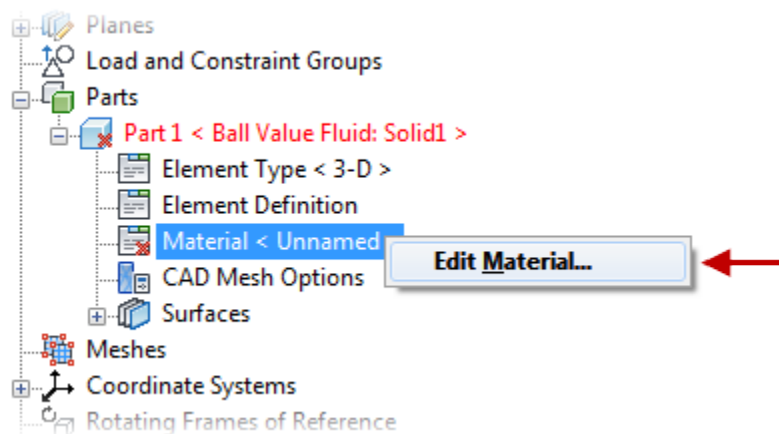 Planes
Load and Constraint Groups
Parts
Part 1 < Ball Value Fluid: Solid1 >
Element Type < 3-D >
Element Definition
Material < Unnamed
Edit Material...
CAD Mesh Options
Surfaces
Meshes
Coordinate Systems
Rotating Frames of Reference